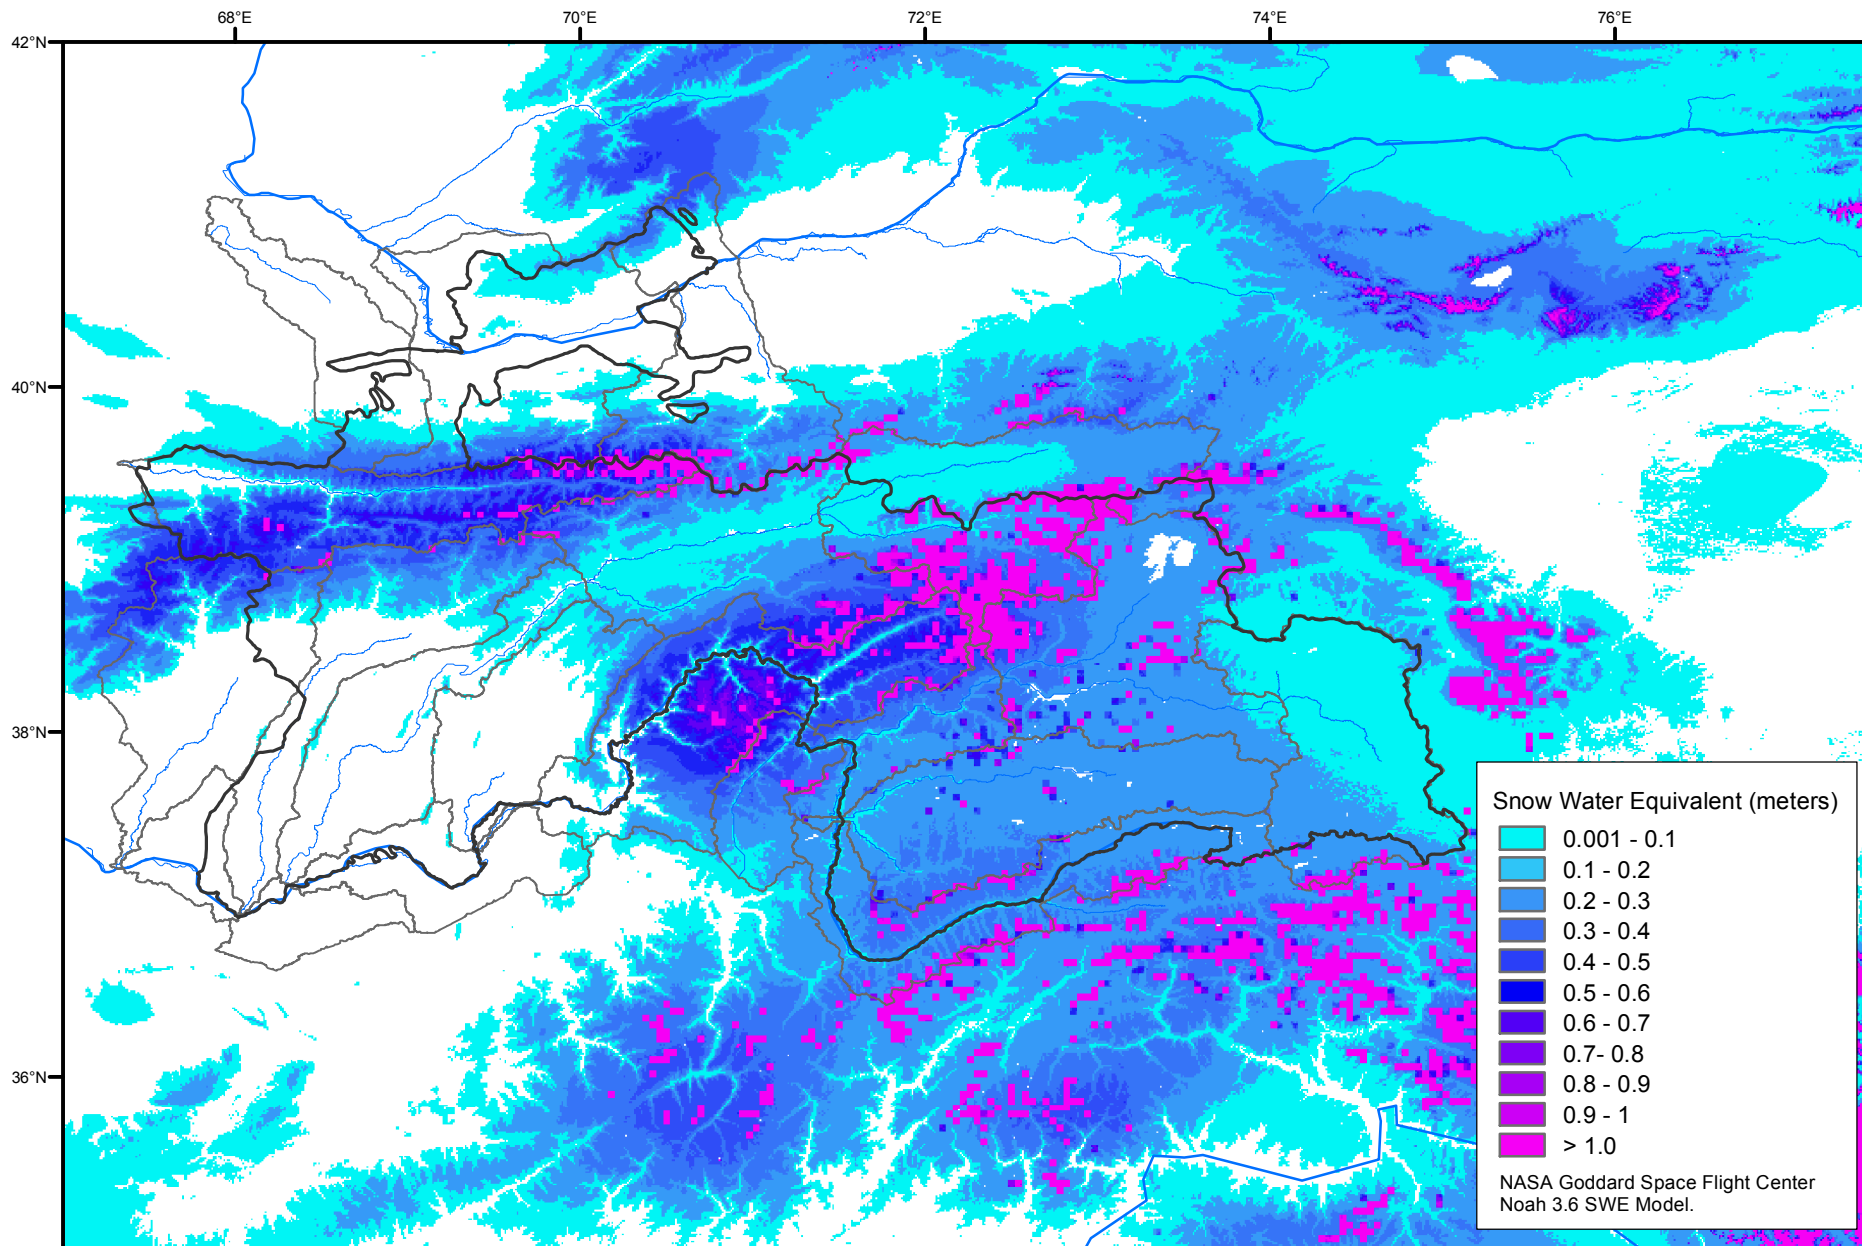 68°E
70°E
72°E
74°E
76°E
42°N
40°N
38°N
36°N
Snow Water Equivalent (meters)
0.001 - 0.1
0.1 - 0.2
0.2 - 0.3
0.3 - 0.4
0.4 - 0.5
0.5 - 0.6
0.6 - 0.7
0.7- 0.8
0.8 - 0.9
0.9 - 1
> 1.0
NASA Goddard Space Flight Center
Noah 3.6 SWE Model.